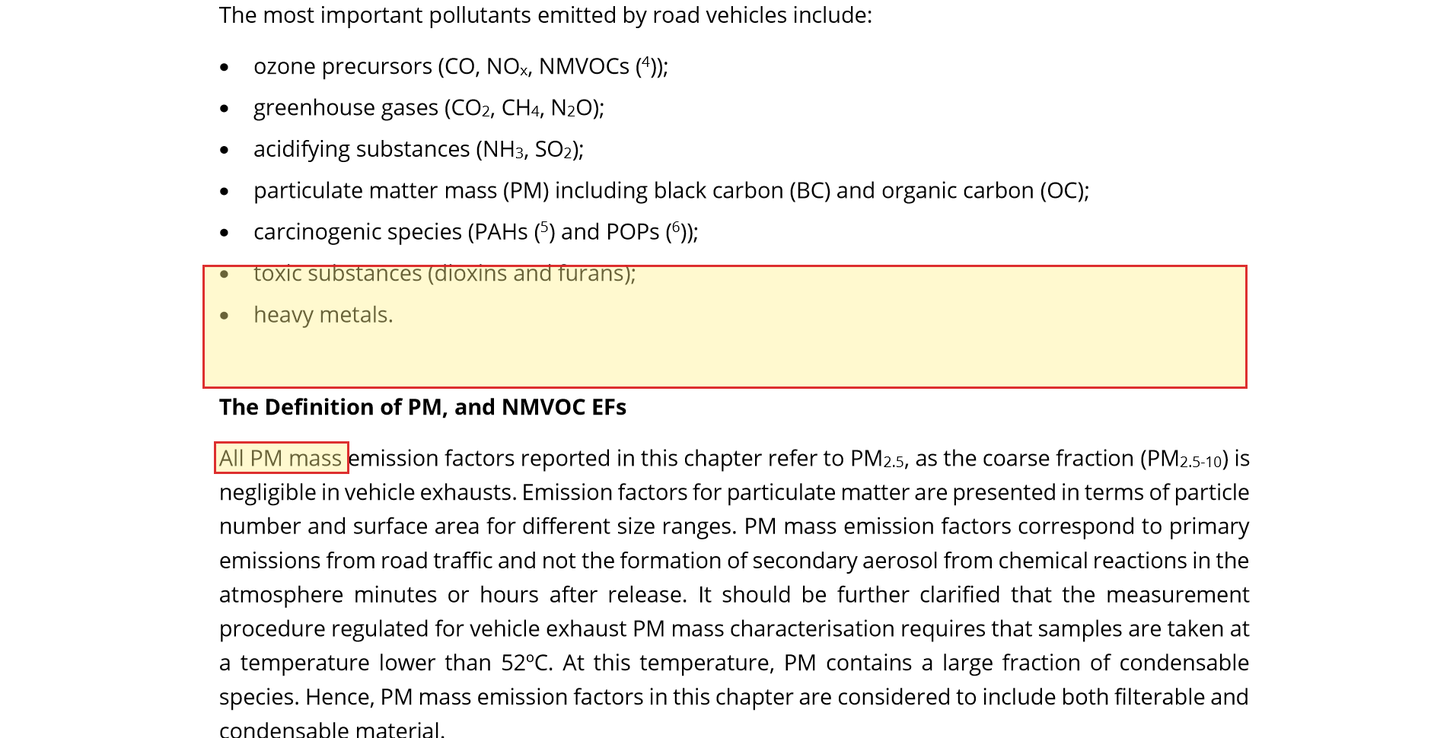 The most important pollutants emitted by road vehicles include:
• ozone precursors (CO, NOₓ, NMVOCs (⁴));
• greenhouse gases (CO₂, CH₄, N₂O);
• acidifying substances (NH₃, SO₂);
• particulate matter mass (PM) including black carbon (BC) and organic carbon (OC);
• carcinogenic species (PAHs (⁵) and POPs (⁶));
• toxic substances (dioxins and furans);
• heavy metals.
The Definition of PM, and NMVOC EFs
All PM mass emission factors reported in this chapter refer to PM₂.₅, as the coarse fraction (PM₂.₅₋₁₀) is
negligible in vehicle exhausts. Emission factors for particulate matter are presented in terms of particle
number and surface area for different size ranges. PM mass emission factors correspond to primary
emissions from road traffic and not the formation of secondary aerosol from chemical reactions in the
atmosphere minutes or hours after release. It should be further clarified that the measurement
procedure regulated for vehicle exhaust PM mass characterisation requires that samples are taken at
a temperature lower than 52ºC. At this temperature, PM contains a large fraction of condensable
species. Hence, PM mass emission factors in this chapter are considered to include both filterable and
condensable material.